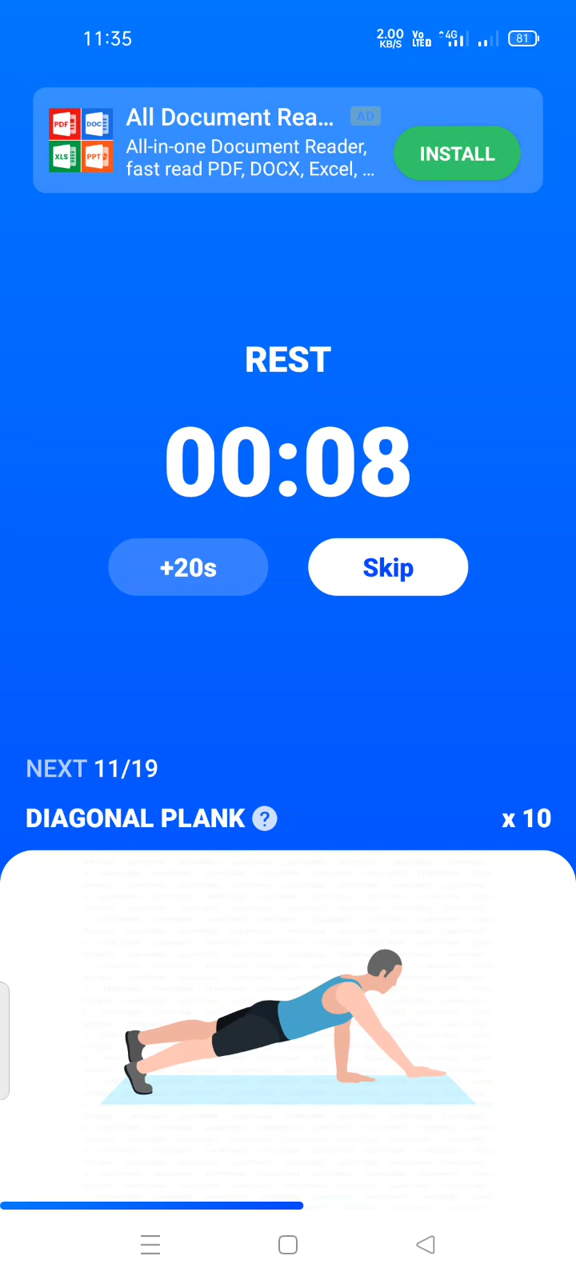 11:35
2.00
KB/S
Vo
LTED
4G
81
All Document Rea...
AD
All-in-one Document Reader,
fast read PDF, DOCX, Excel, ...
INSTALL
PDF
DOC
XLS
PPT
REST
00:08
+20s
Skip
NEXT 11/19
DIAGONAL PLANK ?
x 10